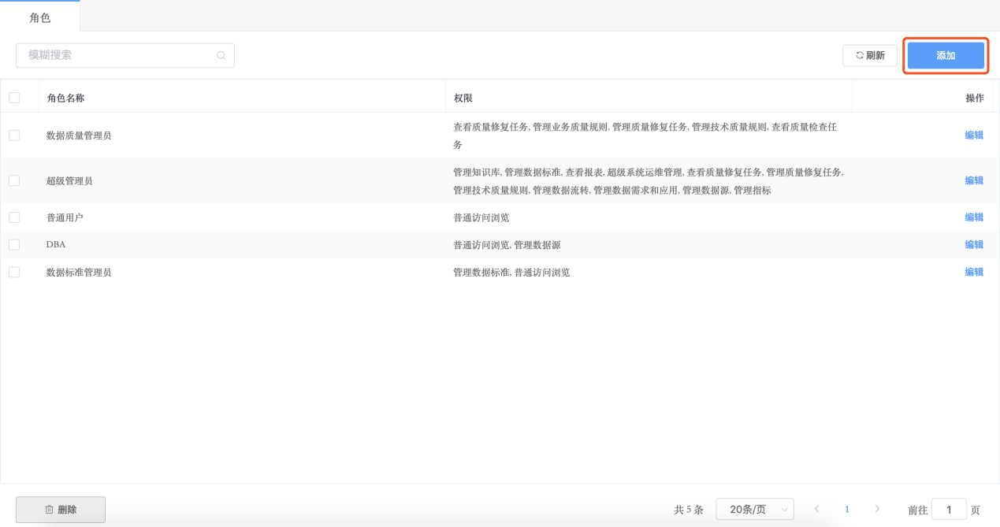 角色
模糊搜索
刷新
添加
角色名称 权限 操作
数据质量管理员 查看质量修复任务, 管理业务质量规则, 管理质量修复任务, 管理技术质量规则, 查看质量检查任 编辑
务
超级管理员 管理知识库, 管理数据标准, 查看报表, 超级系统运维管理, 查看质量修复任务, 管理质量修复任务, 编辑
管理技术质量规则, 管理数据流转, 管理数据需求和应用, 管理数据源, 管理指标
普通用户 普通访问浏览 编辑
DBA 普通访问浏览, 管理数据源 编辑
数据标准管理员 管理数据标准, 普通访问浏览 编辑
删除 共 5 条 20条/页 1 前往 1 页